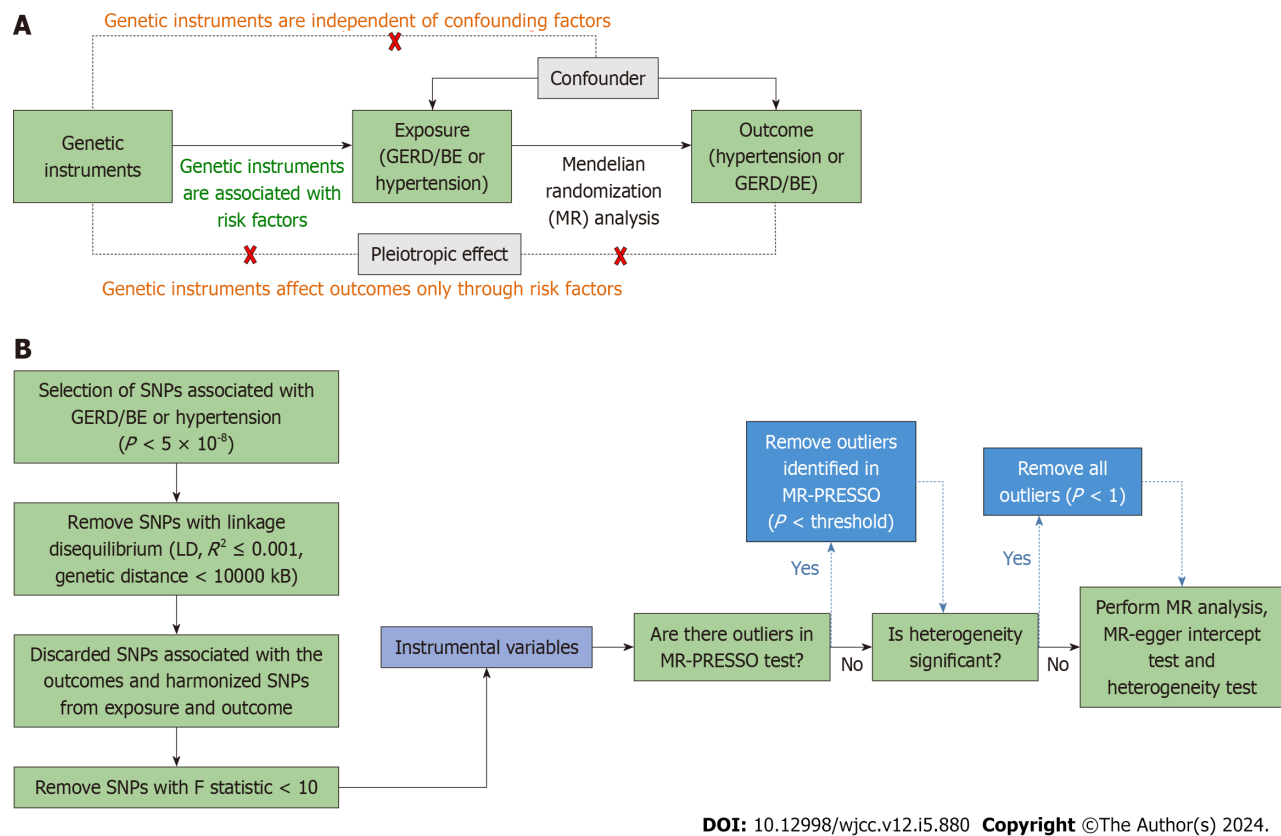 A
Genetic instruments are independent of confounding factors
Confounder
Genetic
instruments
Genetic instruments
are associated with
risk factors
Exposure
(GERD/BE or
hypertension)
Mendelian
randomization
(MR) analysis
Outcome
(hypertension or
GERD/BE)
Pleiotropic effect
Genetic instruments affect outcomes only through risk factors
B
Selection of SNPs associated with
GERD/BE or hypertension
(P < 5 × 10⁻⁸)
Remove SNPs with linkage
disequilibrium (LD, R² ≤ 0.001,
genetic distance < 10000 kB)
Discarded SNPs associated with the
outcomes and harmonized SNPs
from exposure and outcome
Remove SNPs with F statistic < 10
Instrumental variables
Are there outliers in
MR-PRESSO test?
Yes
Remove outliers
identified in
MR-PRESSO
(P < threshold)
No
Is heterogeneity
significant?
Yes
Remove all
outliers (P < 1)
No
Perform MR analysis,
MR-egger intercept
test and
heterogeneity test
DOI: 10.12998/wjcc.v12.i5.880 Copyright ©The Author(s) 2024.